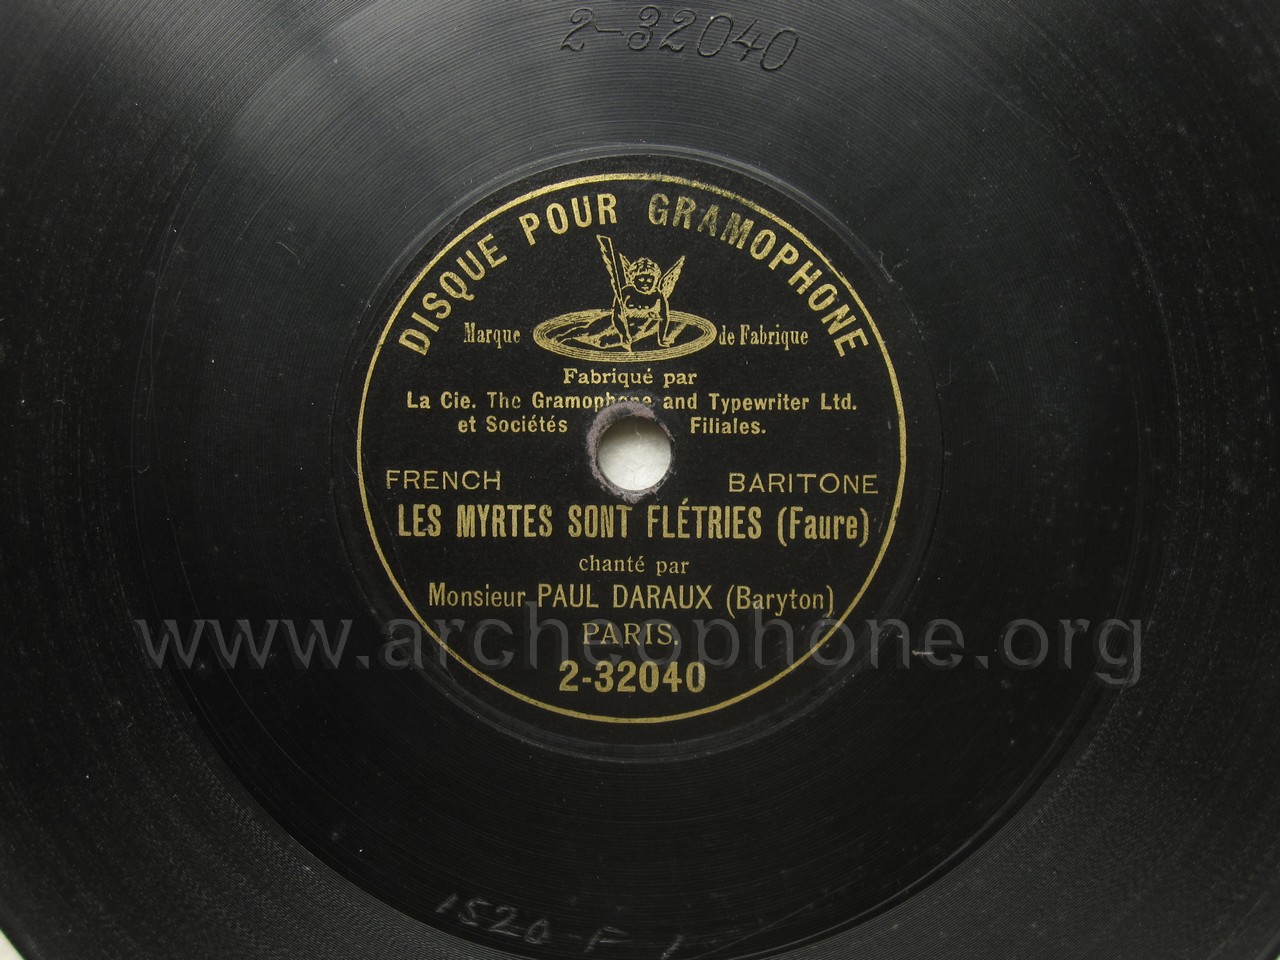 2-32040
DISQUE POUR GRAMOPHONE
Marque de Fabrique
Fabriqué par
La Cie. The Gramophone and Typewriter Ltd.
et Sociétés Filiales.
FRENCH BARITONE
LES MYRTES SONT FLÉTRIES (Faure)
chanté par
Monsieur PAUL DARAUX (Baryton)
www.archeophone.org
PARIS.
2-32040